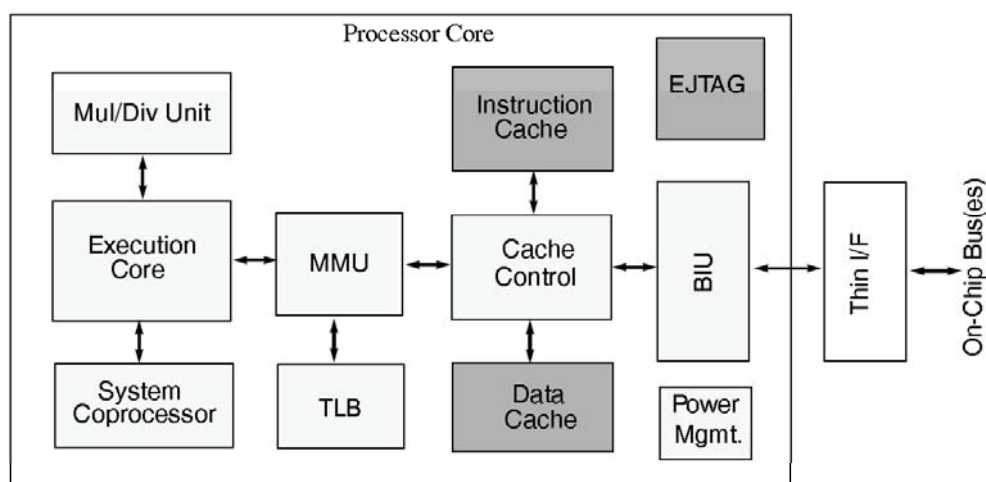 Processor Core
Mul/Div Unit
Instruction
Cache
EJTAG
Execution
Core
MMU
Cache
Control
BIU
Thin I/F
On-Chip Bus(es)
System
Coprocessor
TLB
Data
Cache
Power
Mgmt.